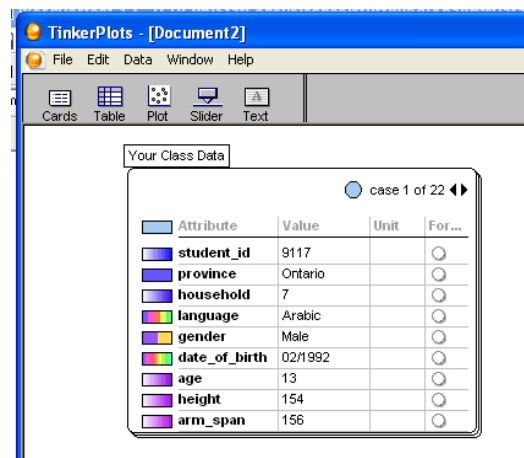 TinkerPlots - [Document2]
File Edit Data Window Help
Cards Table Plot Slider Text
Your Class Data
case 1 of 22
Attribute Value Unit For...
student_id 9117
province Ontario
household 7
language Arabic
gender Male
date_of_birth 02/1992
age 13
height 154
arm_span 156